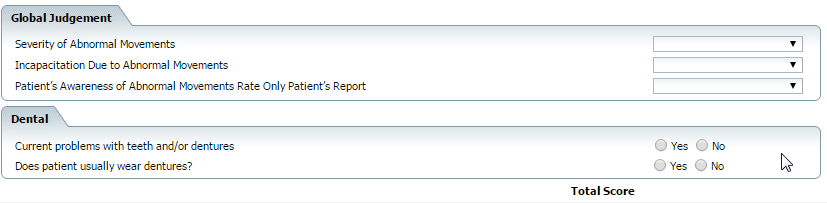 Global Judgement
Severity of Abnormal Movements
Incapacitation Due to Abnormal Movements
Patient's Awareness of Abnormal Movements Rate Only Patient's Report
Dental
Current problems with teeth and/or dentures Yes No
Does patient usually wear dentures? Yes No
Total Score